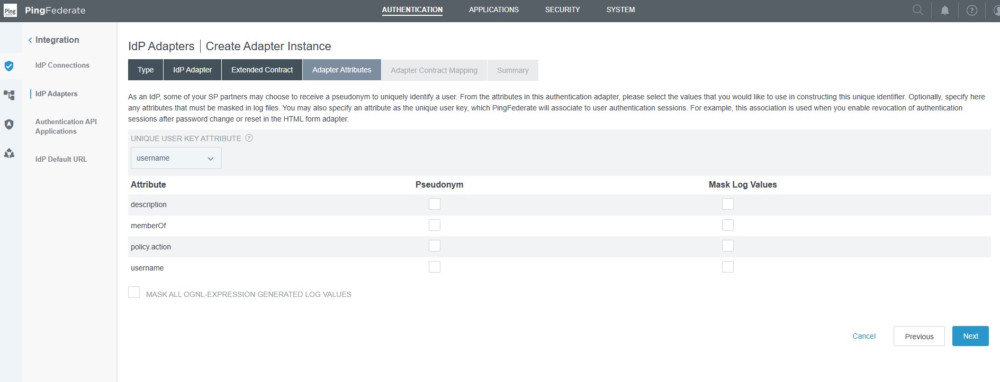 Ping
PingFederate
AUTHENTICATION
APPLICATIONS
SECURITY
SYSTEM
Integration
IdP Connections
IdP Adapters
Authentication API
Applications
IdP Default URL
IdP Adapters | Create Adapter Instance
Type
IdP Adapter
Extended Contract
Adapter Attributes
Adapter Contract Mapping
Summary
As an IdP, some of your SP partners may choose to receive a pseudonym to uniquely identify a user. From the attributes in this authentication adapter, please select the values that you would like to use in constructing this unique identifier. Optionally, specify here
any attributes that must be masked in log files. You may also specify an attribute as the unique user key, which PingFederate will associate to user authentication sessions. For example, this association is used when you enable revocation of authentication
sessions after password change or reset in the HTML form adapter.
UNIQUE USER KEY ATTRIBUTE ?
username
Attribute Pseudonym Mask Log Values
description
memberOf
policy.action
username
MASK ALL OGNL-EXPRESSION GENERATED LOG VALUES
Cancel
Previous
Next